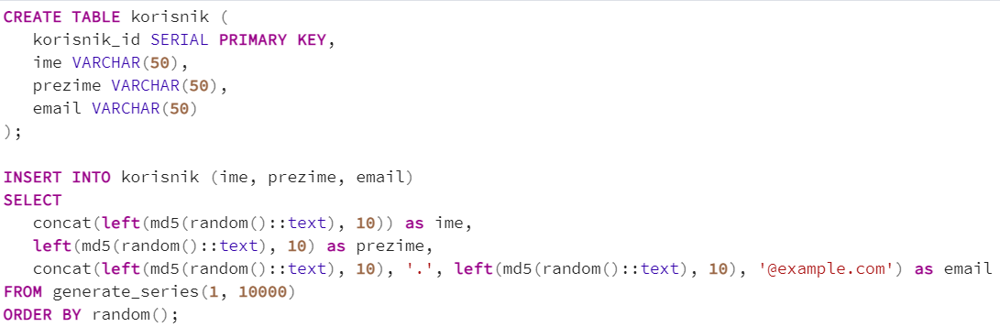 CREATE TABLE korisnik (
   korisnik_id SERIAL PRIMARY KEY,
   ime VARCHAR(50),
   prezime VARCHAR(50),
   email VARCHAR(50)
);

INSERT INTO korisnik (ime, prezime, email)
SELECT
   concat(left(md5(random()::text), 10)) as ime,
   left(md5(random()::text), 10) as prezime,
   concat(left(md5(random()::text), 10), '.', left(md5(random()::text), 10), '@example.com') as email
FROM generate_series(1, 10000)
ORDER BY random();